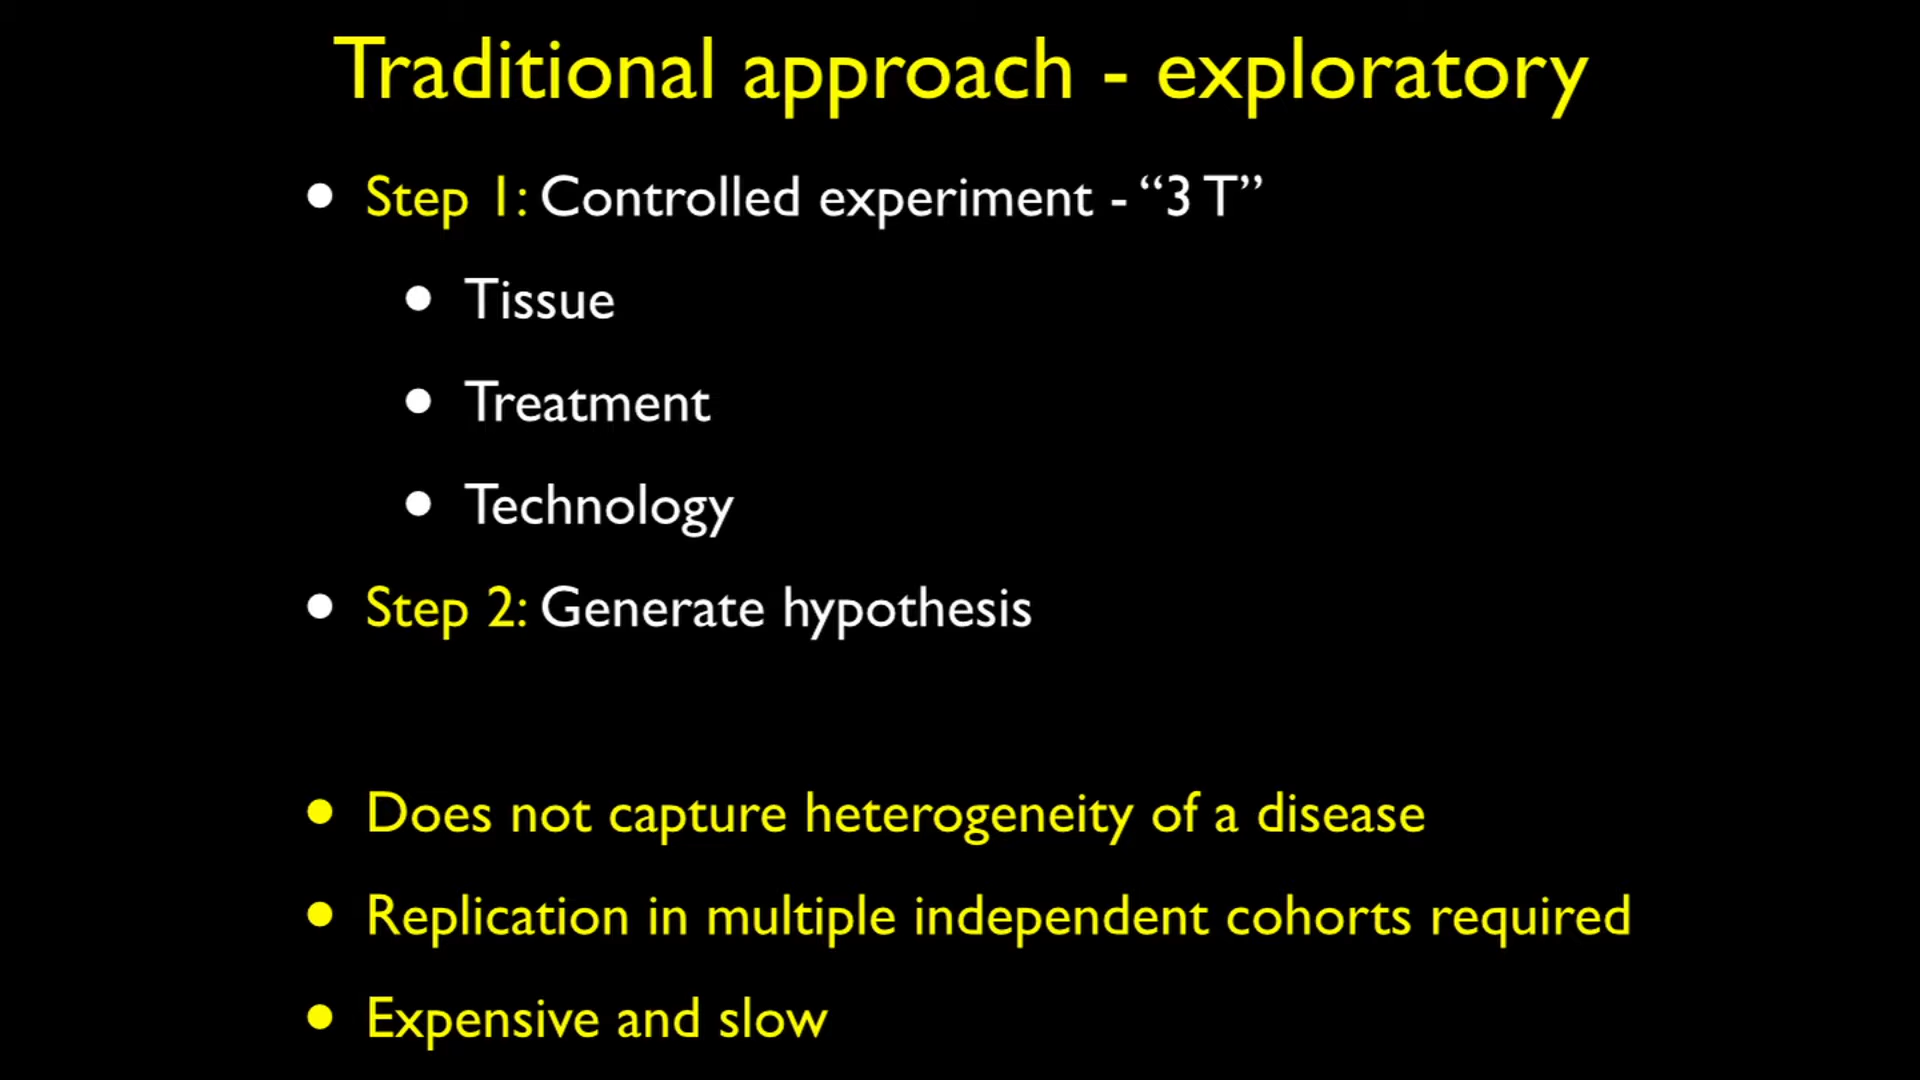 Traditional approach - exploratory
• Step 1: Controlled experiment - “3 T”
• Tissue
• Treatment
• Technology
• Step 2: Generate hypothesis
• Does not capture heterogeneity of a disease
• Replication in multiple independent cohorts required
• Expensive and slow